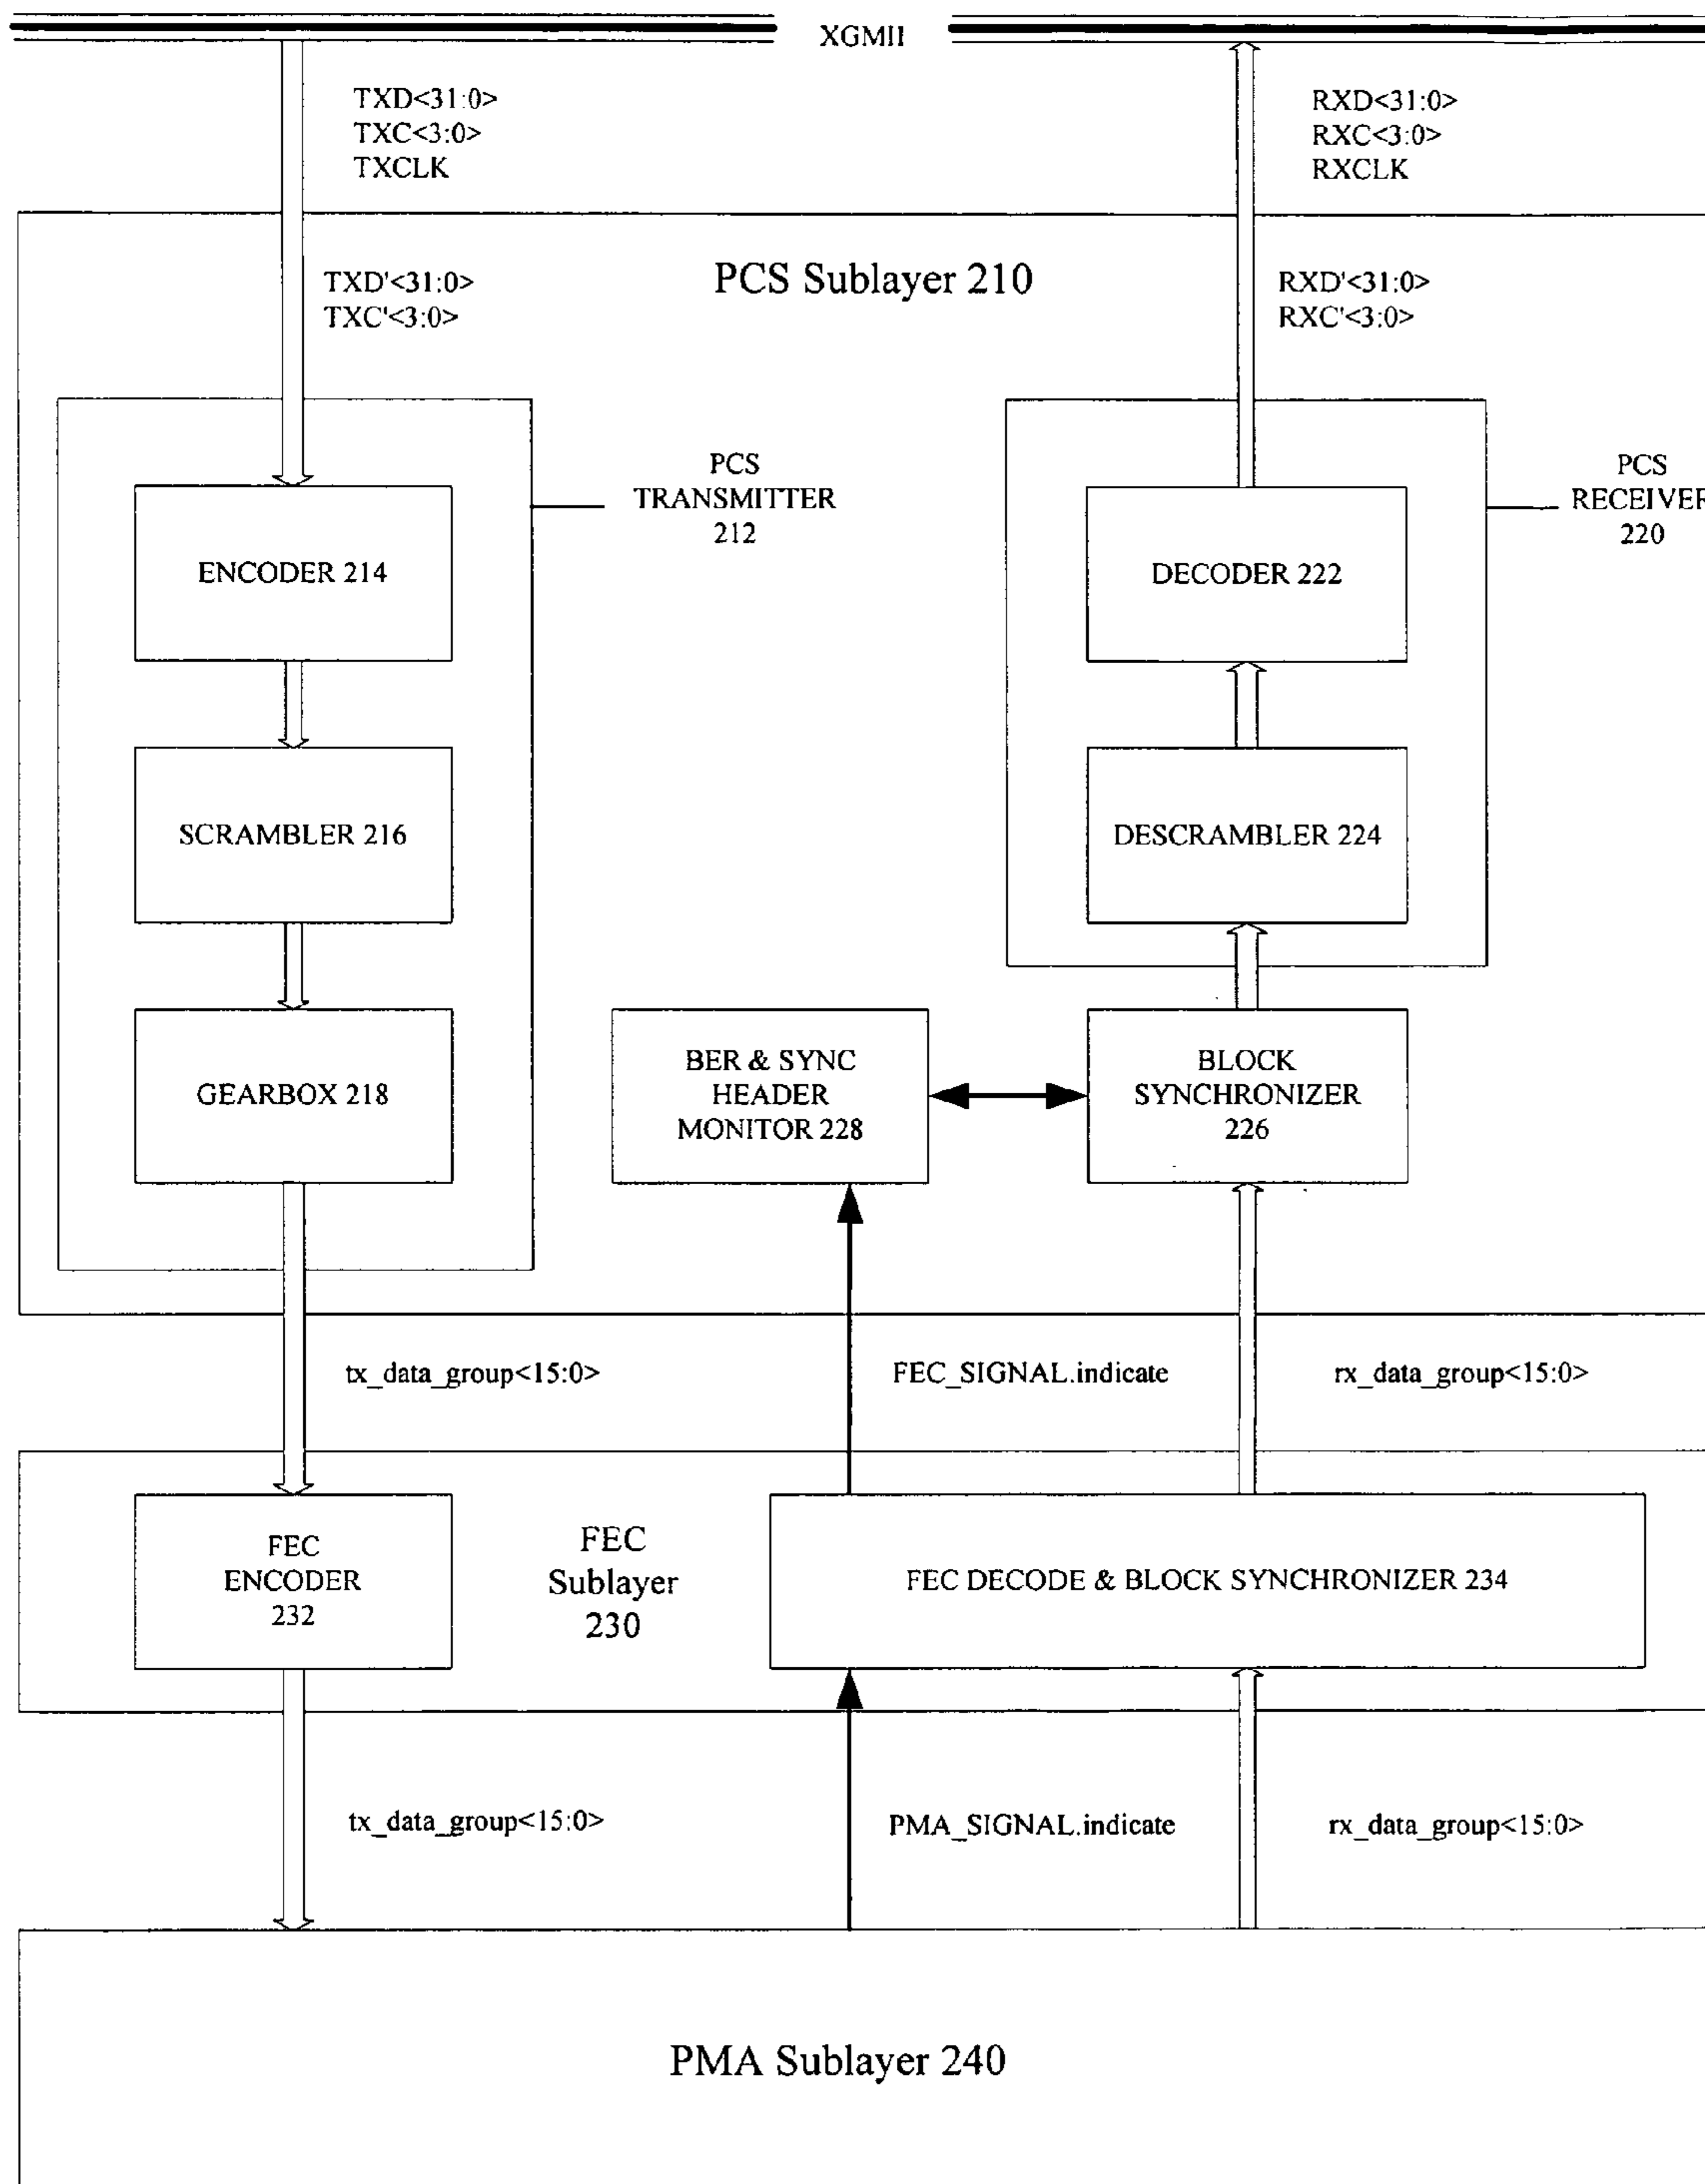 XGMII
TXD<31:0>
TXC<3:0>
TXCLK
RXD<31:0>
RXC<3:0>
RXCLK
PCS Sublayer 210
TXD'<31:0>
TXC'<3:0>
RXD'<31:0>
RXC'<3:0>
PCS
TRANSMITTER
212
PCS
RECEIVER
220
ENCODER 214
DECODER 222
SCRAMBLER 216
DESCRAMBLER 224
GEARBOX 218
BER & SYNC
HEADER
MONITOR 228
BLOCK
SYNCHRONIZER
226
tx_data_group<15:0>
FEC_SIGNAL.indicate
rx_data_group<15:0>
FEC
ENCODER
232
FEC
Sublayer
230
FEC DECODE & BLOCK SYNCHRONIZER 234
tx_data_group<15:0>
PMA_SIGNAL.indicate
rx_data_group<15:0>
PMA Sublayer 240